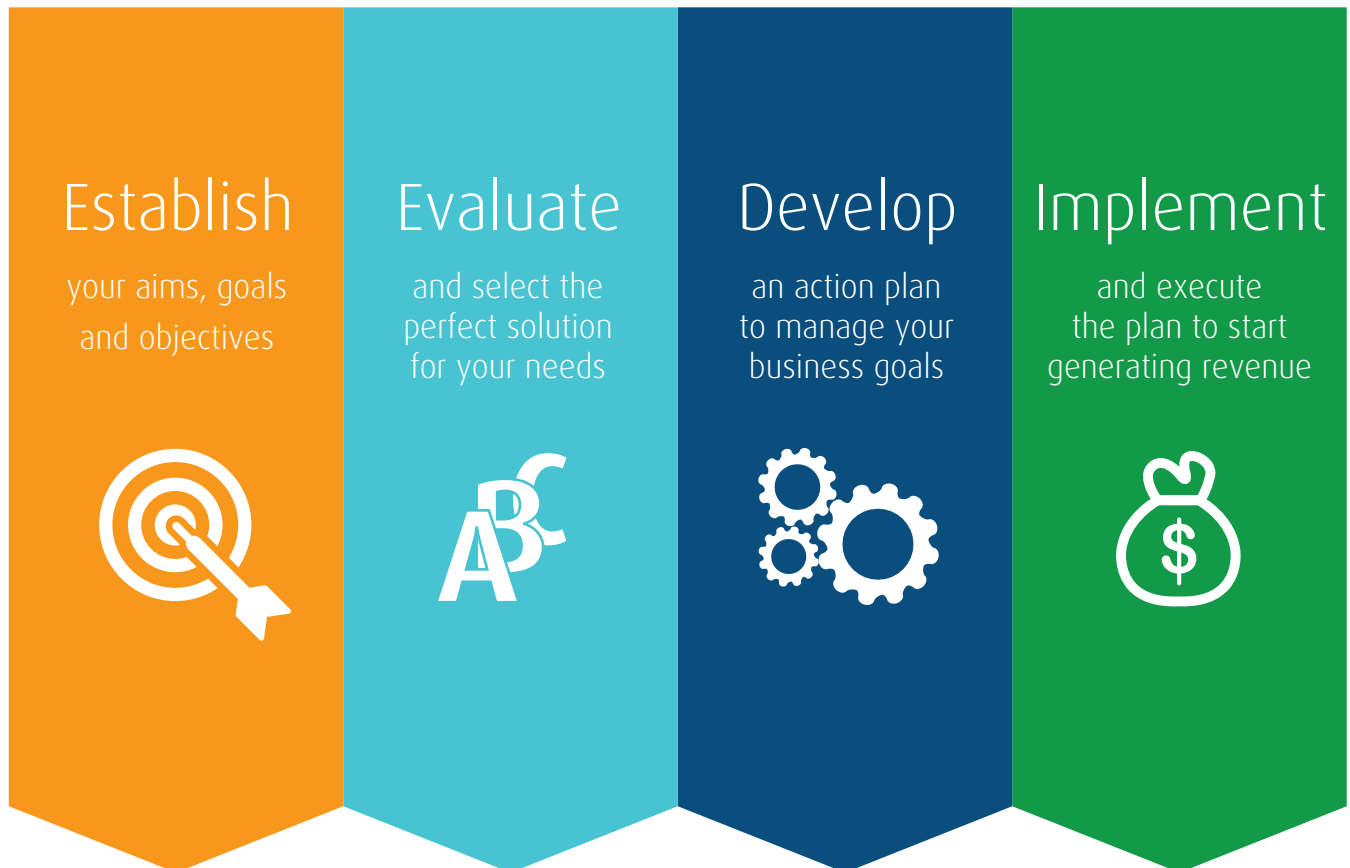 Establish
your aims, goals
and objectives
Evaluate
and select the
perfect solution
for your needs
ABC
Develop
an action plan
to manage your
business goals
Implement
and execute
the plan to start
generating revenue
$